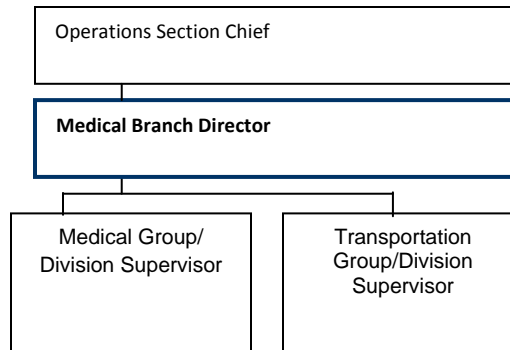 Operations Section Chief
Medical Branch Director
Medical Group/
Division Supervisor
Transportation
Group/Division
Supervisor